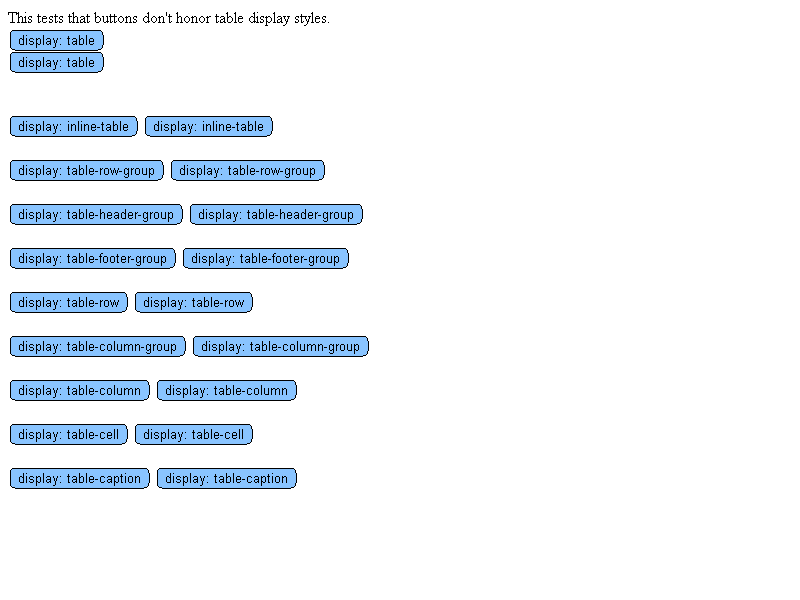 This tests that buttons don't honor table display styles.
display: table
display: table
display: inline-table display: inline-table
display: table-row-group display: table-row-group
display: table-header-group display: table-header-group
display: table-footer-group display: table-footer-group
display: table-row display: table-row
display: table-column-group display: table-column-group
display: table-column display: table-column
display: table-cell display: table-cell
display: table-caption display: table-caption